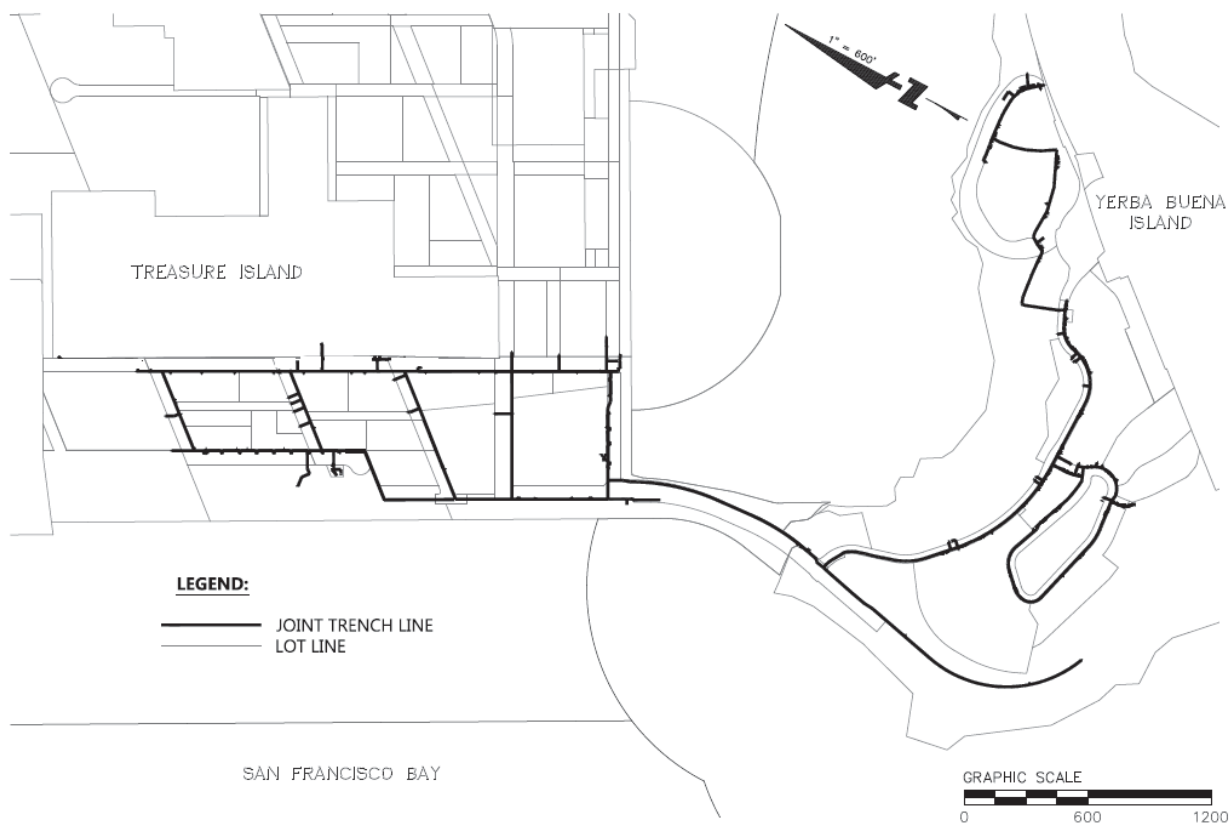 1" = 600'
N
YERBA BUENA
ISLAND
TREASURE ISLAND
LEGEND:
JOINT TRENCH LINE
LOT LINE
SAN FRANCISCO BAY
GRAPHIC SCALE
0 600 1200